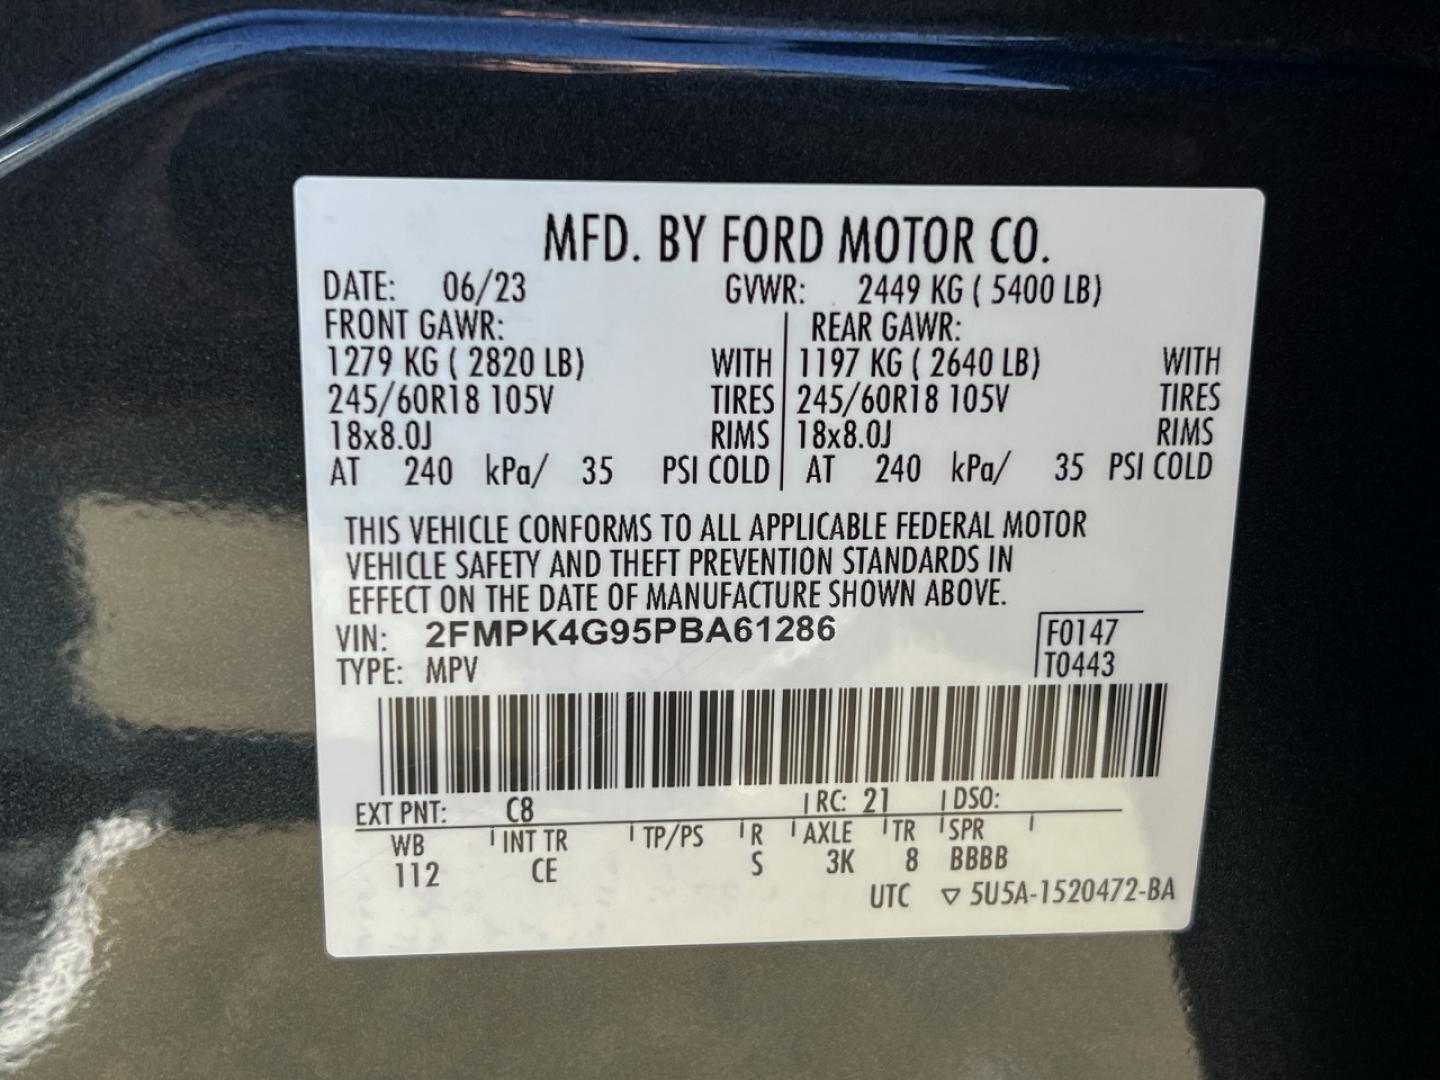 MFD. BY FORD MOTOR CO.
DATE: 06/23 GVWR: 2449 KG ( 5400 LB)
FRONT GAWR: REAR GAWR:
1279 KG ( 2820 LB) WITH 1197 KG ( 2640 LB) WITH
245/60R18 105V TIRES 245/60R18 105V TIRES
18x8.0J RIMS 18x8.0J RIMS
AT 240 kPa/ 35 PSI COLD AT 240 kPa/ 35 PSI COLD
THIS VEHICLE CONFORMS TO ALL APPLICABLE FEDERAL MOTOR
VEHICLE SAFETY AND THEFT PREVENTION STANDARDS IN
EFFECT ON THE DATE OF MANUFACTURE SHOWN ABOVE.
VIN: 2FMPK4G95PBA61286 F0147
TYPE: MPV T0443
EXT PNT: C8 RC: 21 DSO:
WB INT TR TP/PS R AXLE TR SPR
112 CE S 3K 8 BBBB
UTC ▽ 5U5A-1520472-BA